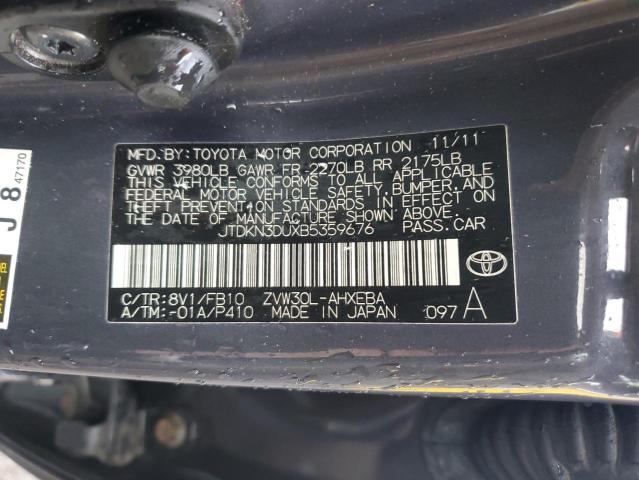 MFD. BY: TOYOTA MOTOR CORPORATION 11/11
GVWR 3980LB GAWR FR 2270LB RR 2175LB
THIS VEHICLE CONFORMS TO ALL APPLICABLE
FEDERAL MOTOR VEHICLE SAFETY, BUMPER, AND
THEFT PREVENTION STANDARDS IN EFFECT ON
THE DATE OF MANUFACTURE SHOWN ABOVE.
JTDKN3DUXB5359676 PASS.CAR
C/TR:8V1/FB10 ZVW30L-AHXEBA
A/TM:-01A/P410 MADE IN JAPAN 097 A
J 8 47170